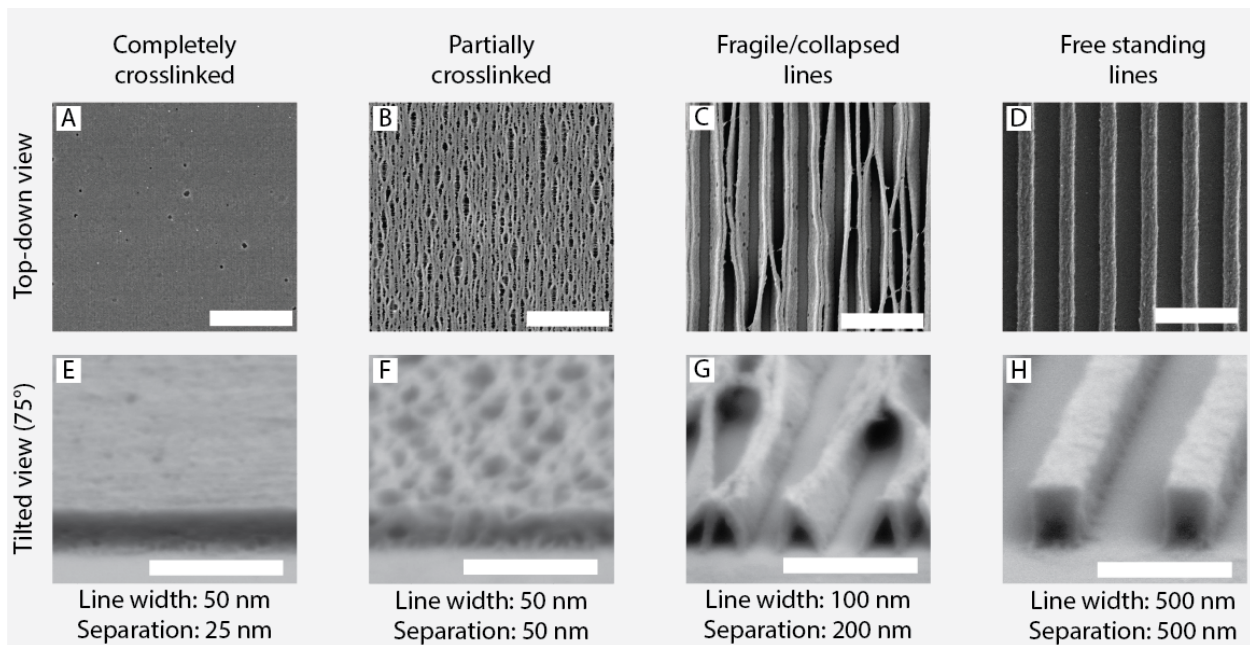 Completely
crosslinked
Partially
crosslinked
Fragile/collapsed
lines
Free standing
lines
Top-down view
A
B
C
D
Tilted view (75°)
E
F
G
H
Line width: 50 nm
Separation: 25 nm
Line width: 50 nm
Separation: 50 nm
Line width: 100 nm
Separation: 200 nm
Line width: 500 nm
Separation: 500 nm